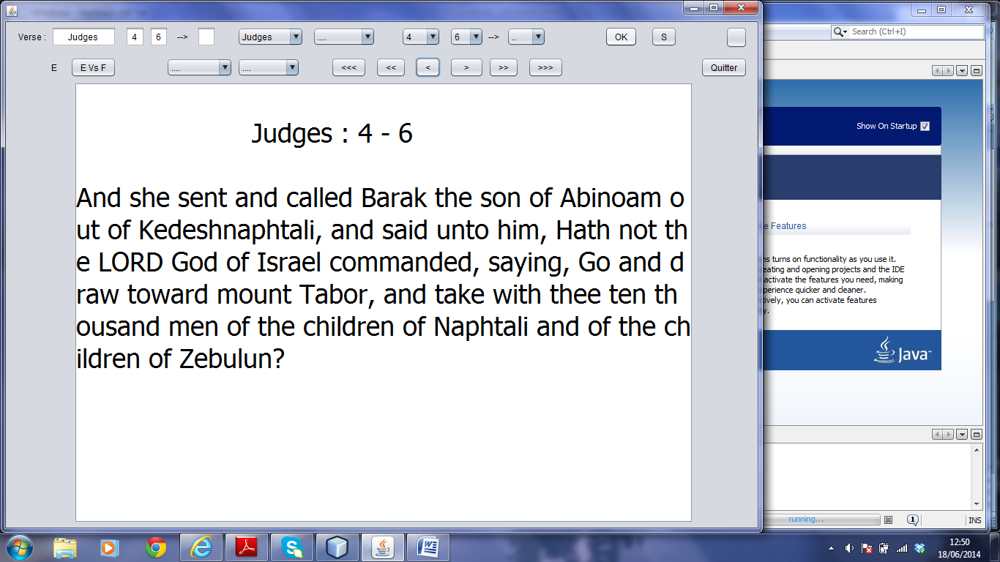 Search (Ctrl+I)
Verse : Judges 4 6 --> Judges .... 4 6 --> .. OK S
E E Vs F .... .... <<< << < > >> >>> Quitter
Judges : 4 - 6
And she sent and called Barak the son of Abinoam o
ut of Kedeshnaphtali, and said unto him, Hath not th
e LORD God of Israel commanded, saying, Go and d
raw toward mount Tabor, and take with thee ten th
ousand men of the children of Naphtali and of the ch
ildren of Zebulun?
Show On Startup
e Features
ns turns on functionality as you use it.
eating and opening projects and the IDE
activate the features you need, making
xperience quicker and cleaner.
tively, you can activate features
y.
Java™
running...
1
INS
12:50
18/06/2014